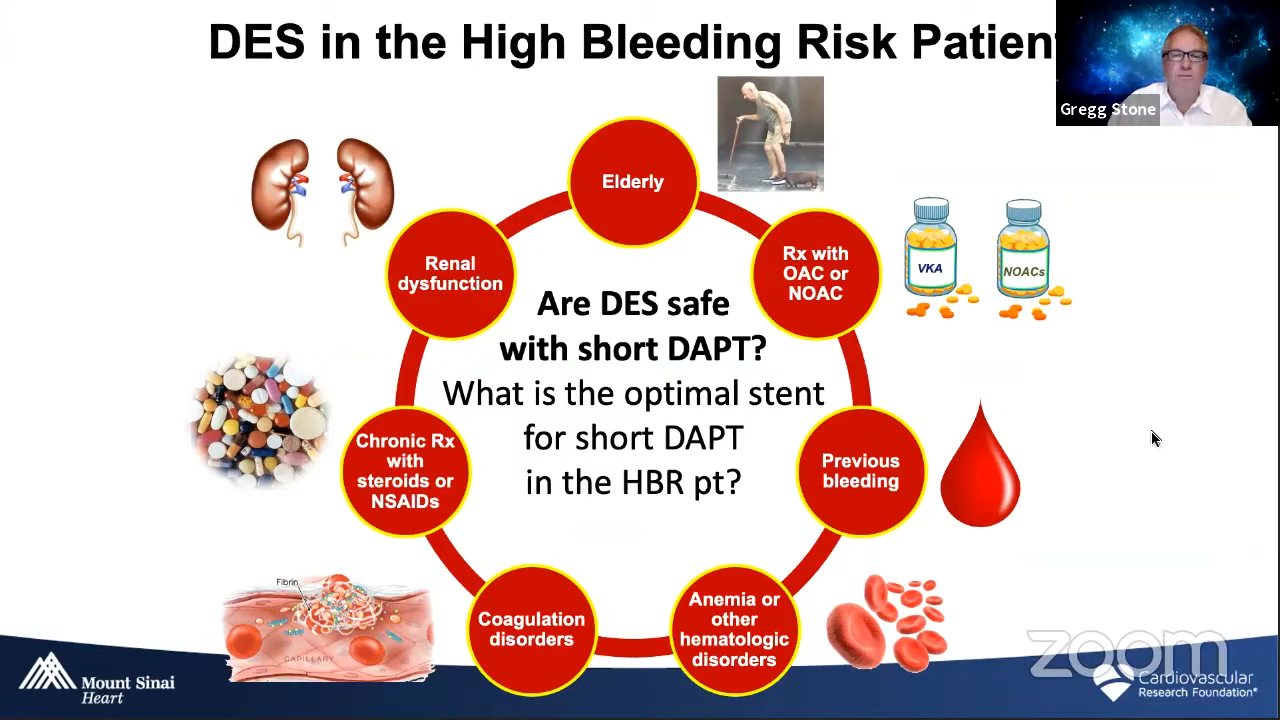 DES in the High Bleeding Risk Patient
Gregg Stone
Elderly
Rx with
OAC or
NOAC
VKA
NOACs
Previous
bleeding
Anemia or
other
hematologic
disorders
Coagulation
disorders
Chronic Rx
with
steroids or
NSAIDs
Renal
dysfunction
Are DES safe
with short DAPT?
What is the optimal stent
for short DAPT
in the HBR pt?
Fibrin
CAPILLARY
Mount Sinai
Heart
zoom
Cardiovascular
Research Foundation®